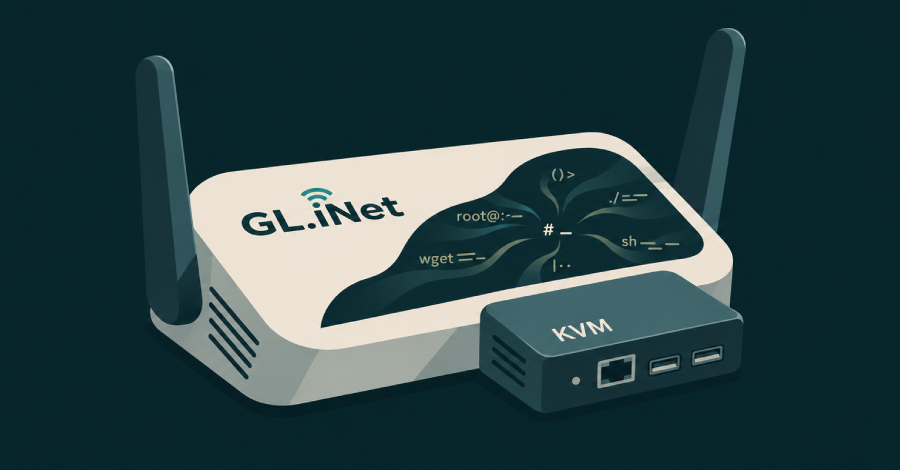 GL.iNet
()>
root@:~
./
#_
wget
sh
|··
KVM